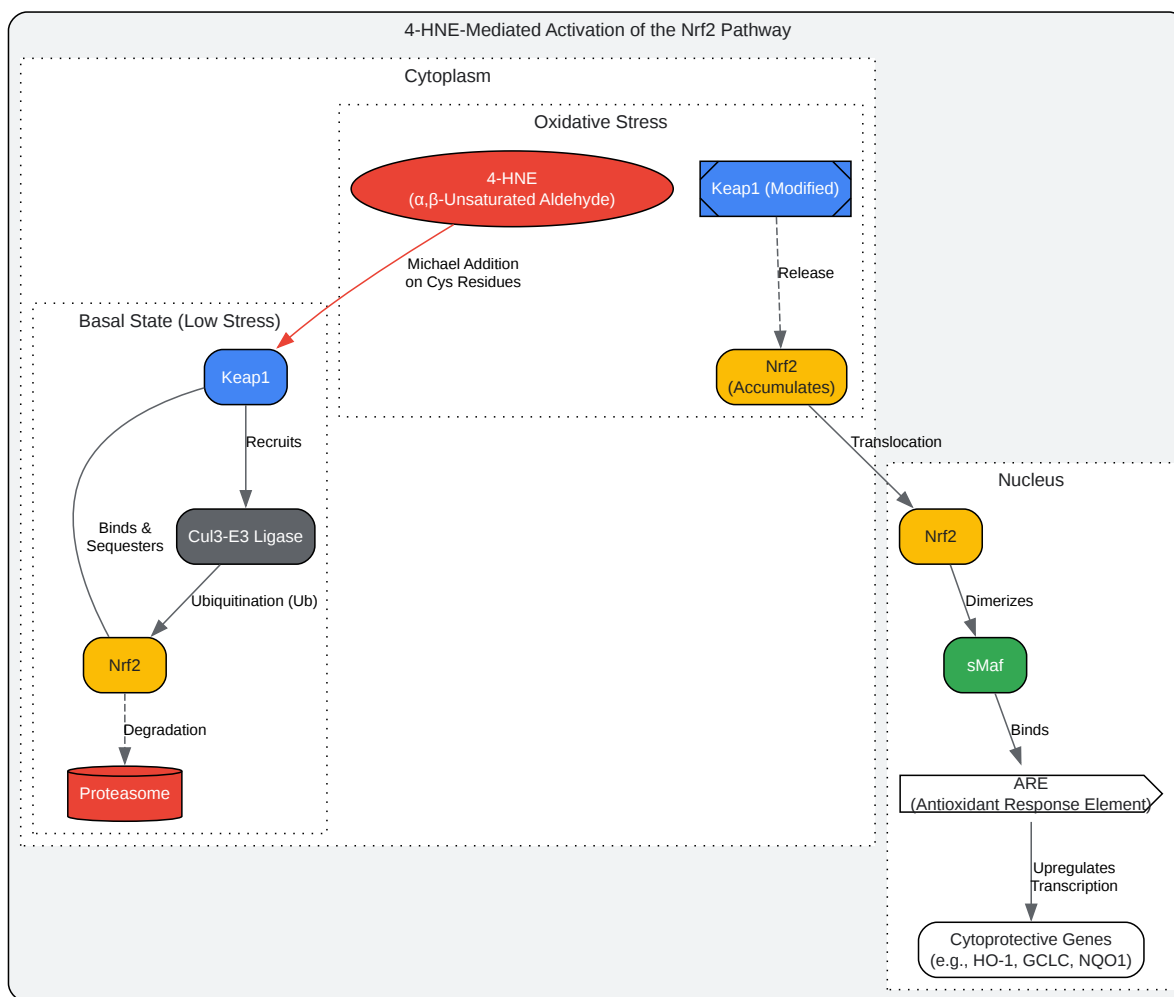 4-HNE-Mediated Activation of the Nrf2 Pathway
Cytoplasm
Oxidative Stress
4-HNE
(α,β-Unsaturated Aldehyde)
Keap1 (Modified)
Michael Addition
on Cys Residues
Release
Basal State (Low Stress)
Keap1
Nrf2
(Accumulates)
Recruits
Translocation
Nucleus
Binds &
Sequesters
Cul3-E3 Ligase
Nrf2
Ubiquitination (Ub)
Dimerizes
Nrf2
sMaf
Degradation
Binds
Proteasome
ARE
(Antioxidant Response Element)
Upregulates
Transcription
Cytoprotective Genes
(e.g., HO-1, GCLC, NQO1)